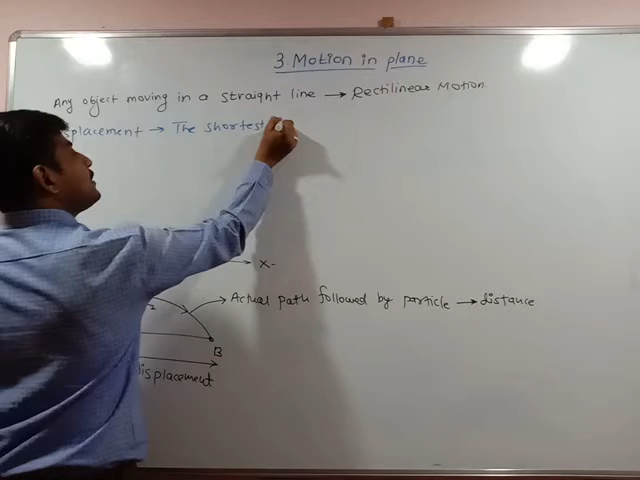 3 Motion in plane
Any object moving in a straight line → Rectilinear Motion
placement → The shortest
X-
Actual path followed by particle → distance
B
isplacement